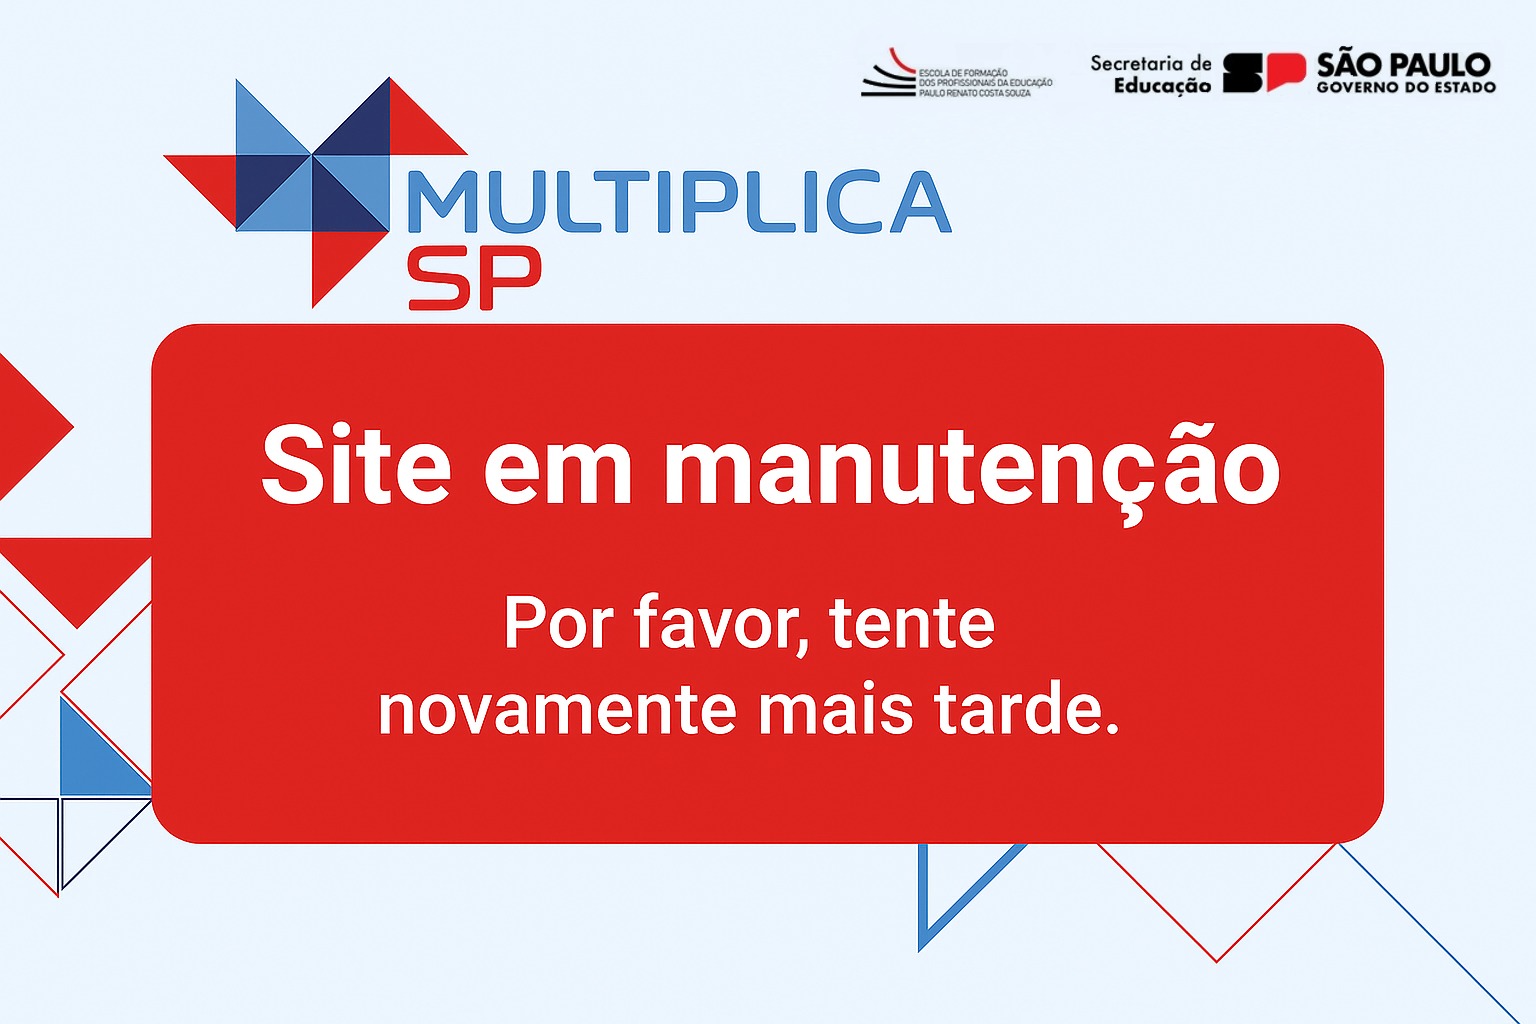 ESCOLA DE FORMAÇÃO
DOS PROFISSIONAIS DA EDUCAÇÃO
PAULO RENATO COSTA SOUZA
Secretaria de
Educação
SP
SÃO PAULO
GOVERNO DO ESTADO
MULTIPLICA
SP
Site em manutenção
Por favor, tente
novamente mais tarde.